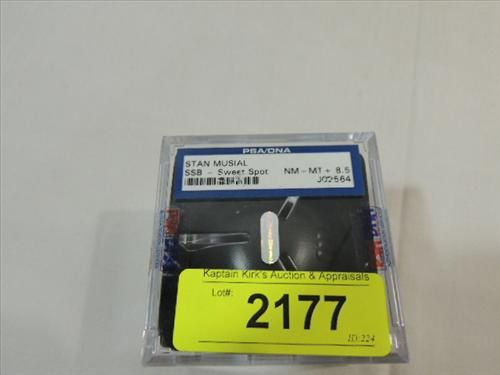 PSA/DNA
STAN MUSIAL
SSB - Sweet Spot NM-MT+ 8.5
J02564
Kaptain Kirk's Auction & Appraisals
Lot#:
2177
ID:224